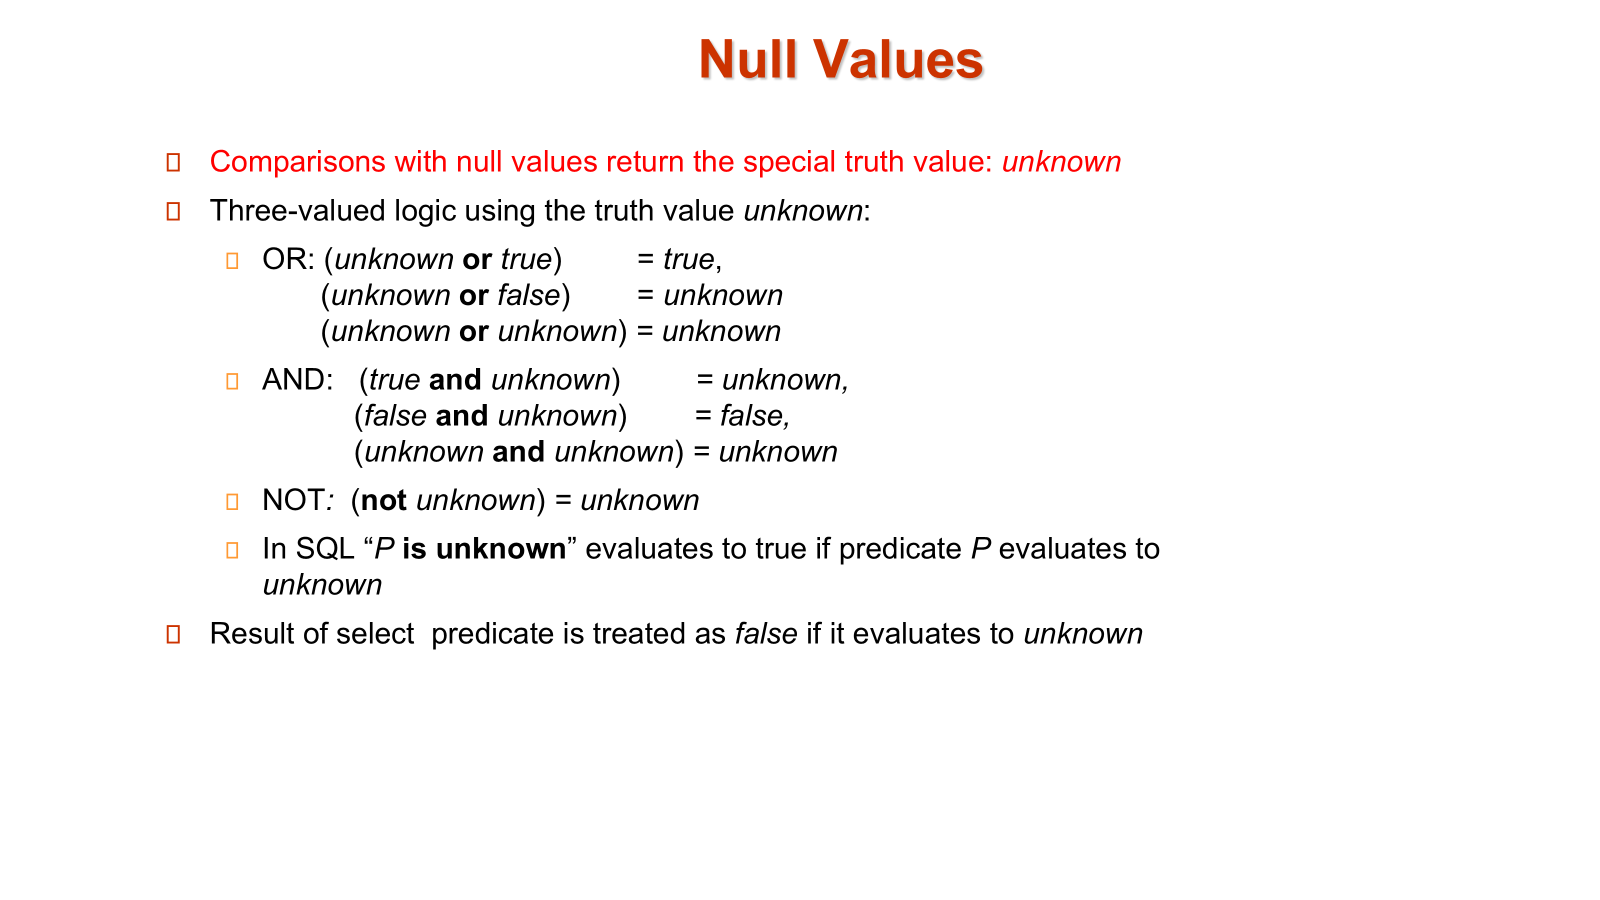 Null Values
Comparisons with null values return the special truth value: unknown
Three-valued logic using the truth value unknown:
OR: (unknown or true) = true,
(unknown or false) = unknown
(unknown or unknown) = unknown
AND: (true and unknown) = unknown,
(false and unknown) = false,
(unknown and unknown) = unknown
NOT: (not unknown) = unknown
In SQL “P is unknown” evaluates to true if predicate P evaluates to
unknown
Result of select predicate is treated as false if it evaluates to unknown